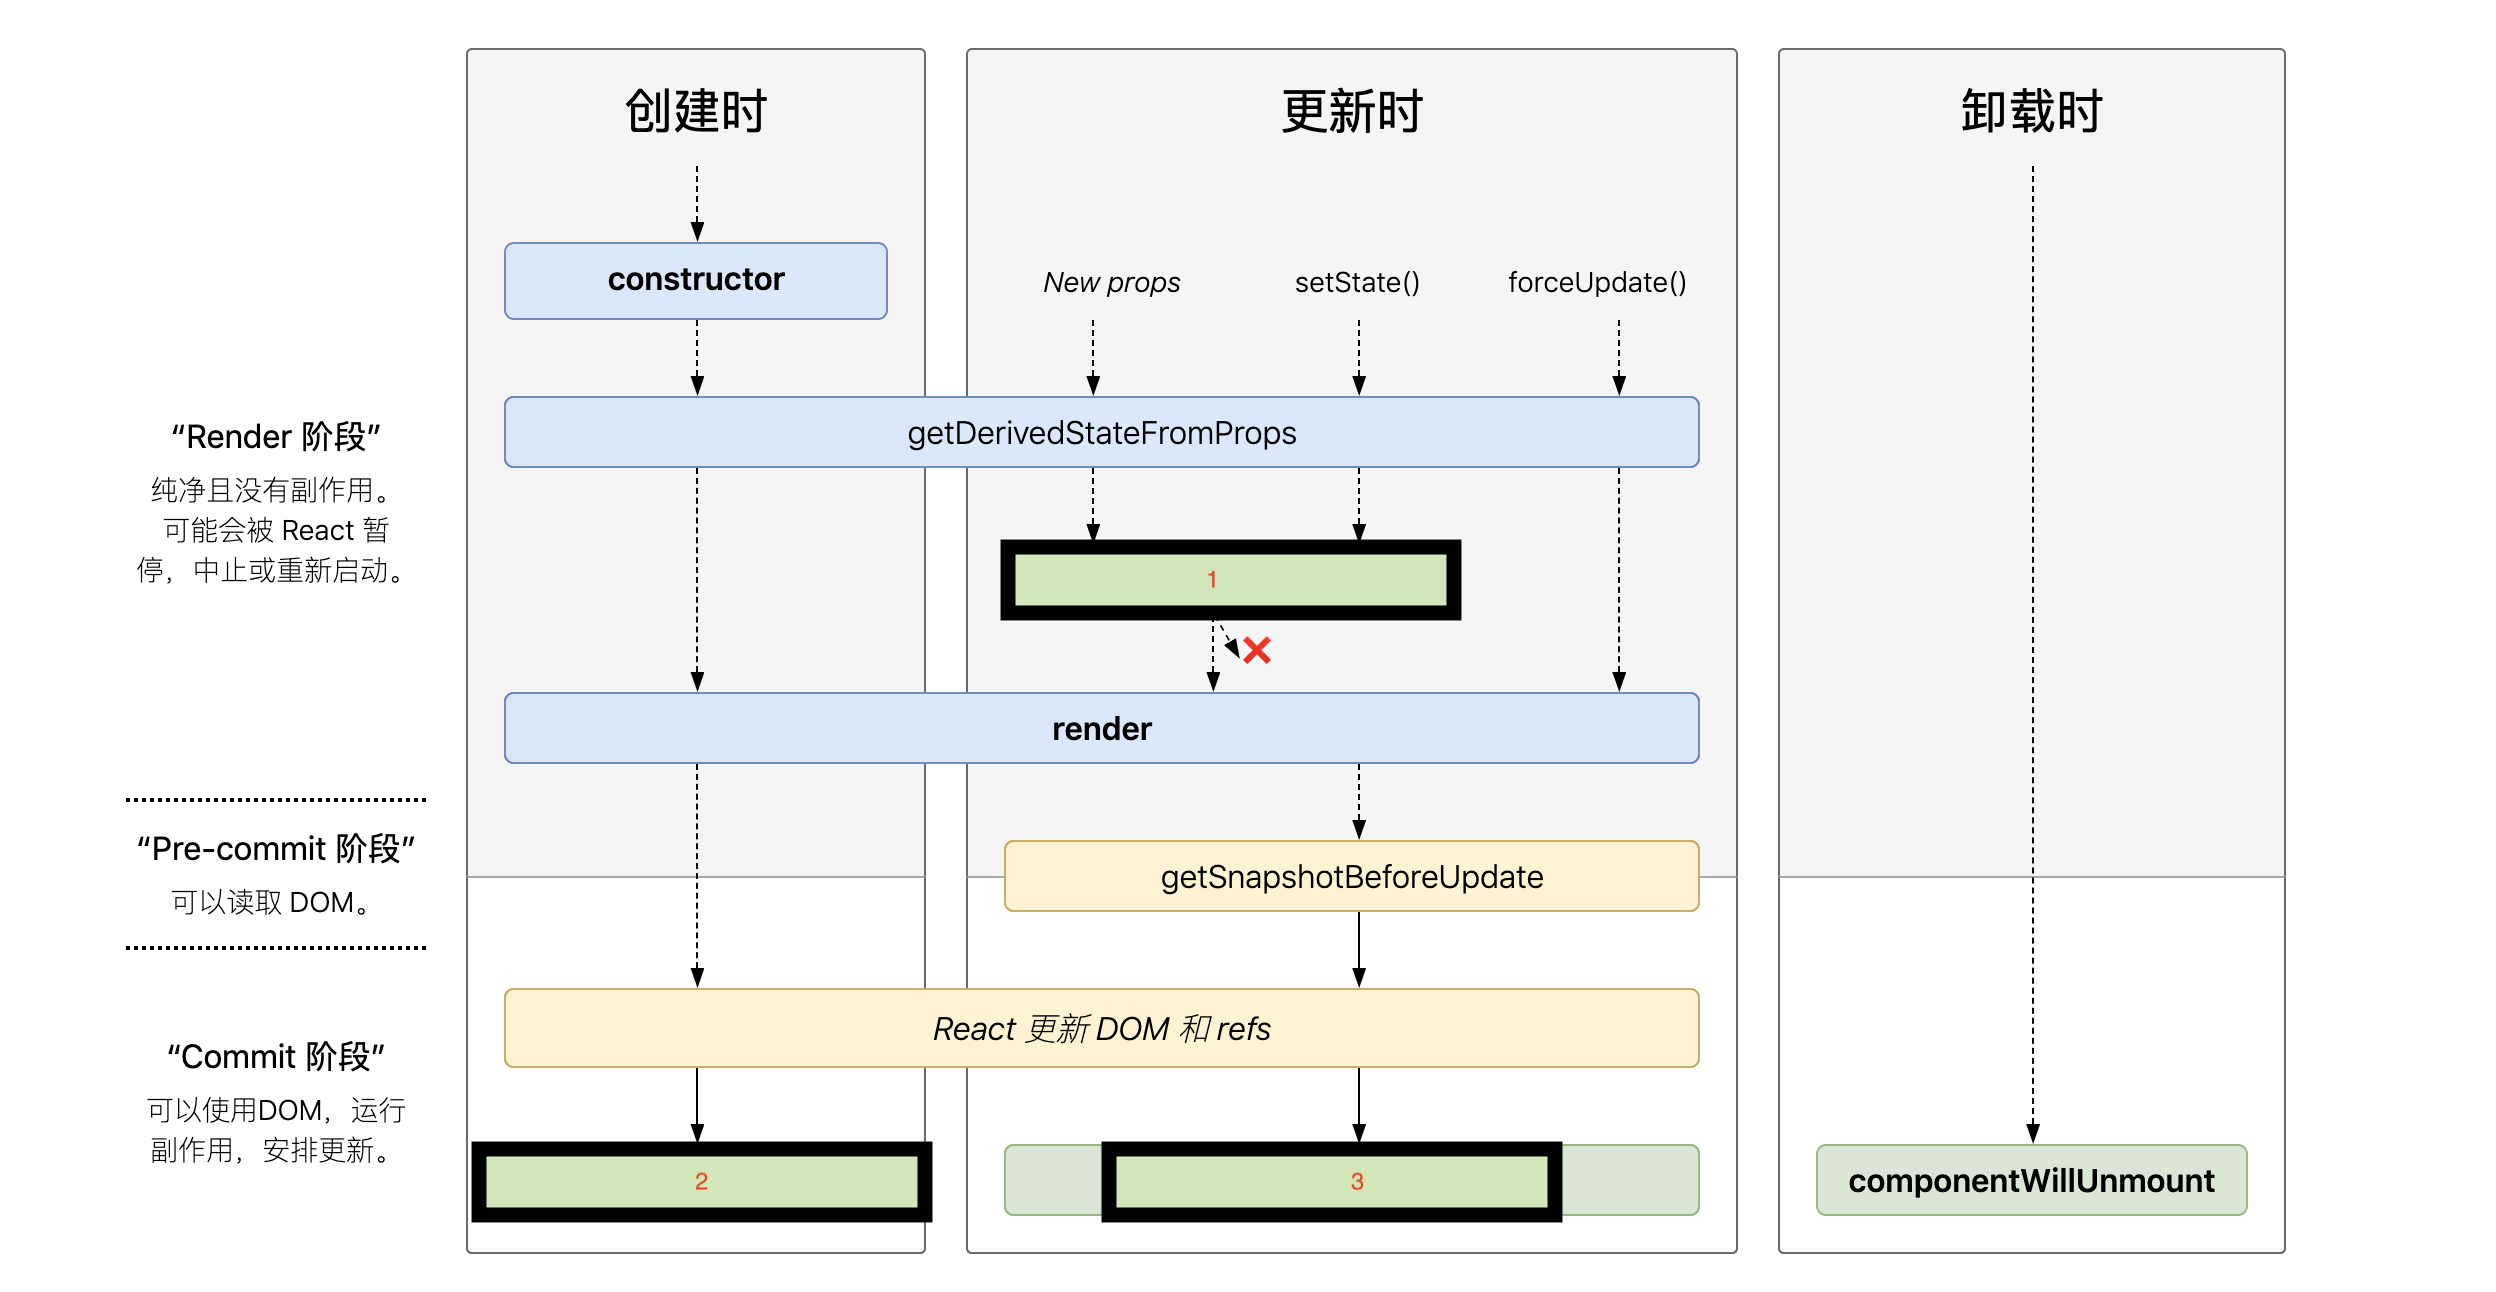 创建时
更新时
卸载时
constructor
New props
setState()
forceUpdate()
getDerivedStateFromProps
“Render 阶段”
纯净且没有副作用。
可能会被 React 暂
停，中止或重新启动。
1
render
“Pre-commit 阶段”
可以读取 DOM。
getSnapshotBeforeUpdate
React 更新 DOM 和 refs
“Commit 阶段”
可以使用DOM，运行
副作用，安排更新。
2
3
componentWillUnmount